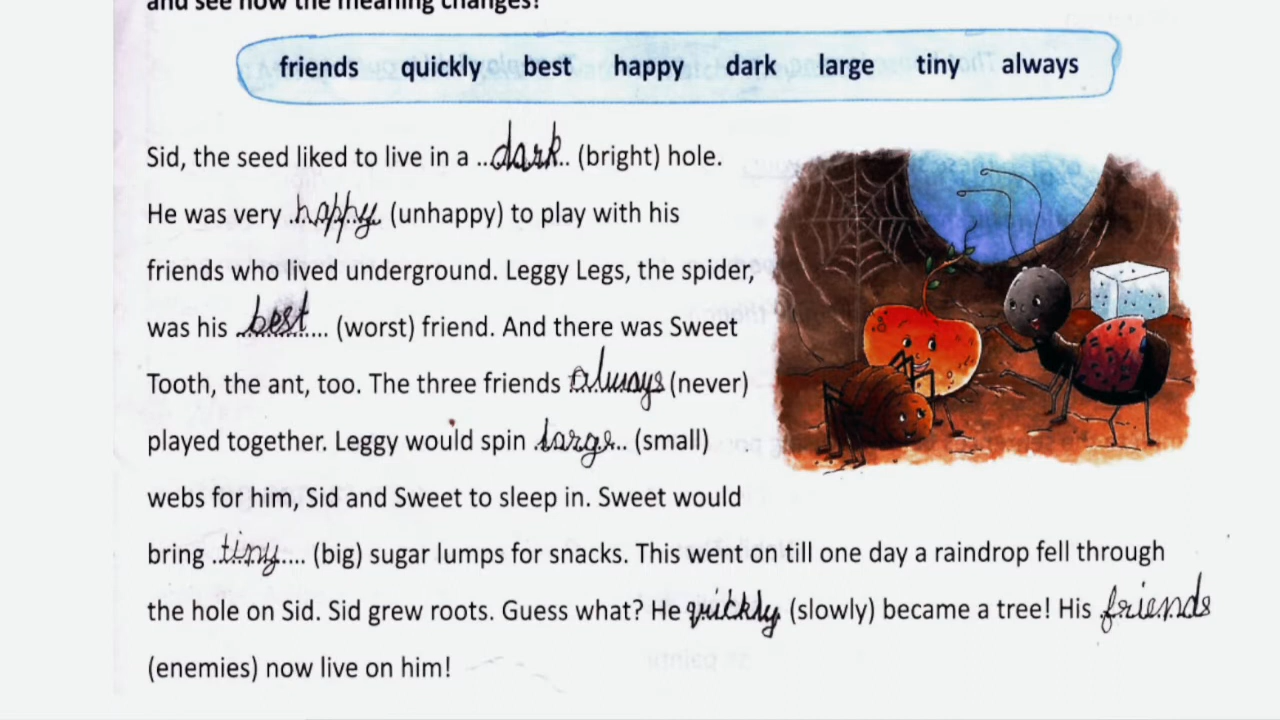 and see how the meaning changes!
friends quickly best happy dark large tiny always
Sid, the seed liked to live in a ..dark.. (bright) hole.
He was very .happy. (unhappy) to play with his
friends who lived underground. Leggy Legs, the spider,
was his ..best... (worst) friend. And there was Sweet
Tooth, the ant, too. The three friends always (never)
played together. Leggy would spin .large... (small)
webs for him, Sid and Sweet to sleep in. Sweet would
bring ..tiny.... (big) sugar lumps for snacks. This went on till one day a raindrop fell through
the hole on Sid. Sid grew roots. Guess what? He quickly (slowly) became a tree! His friends
(enemies) now live on him!